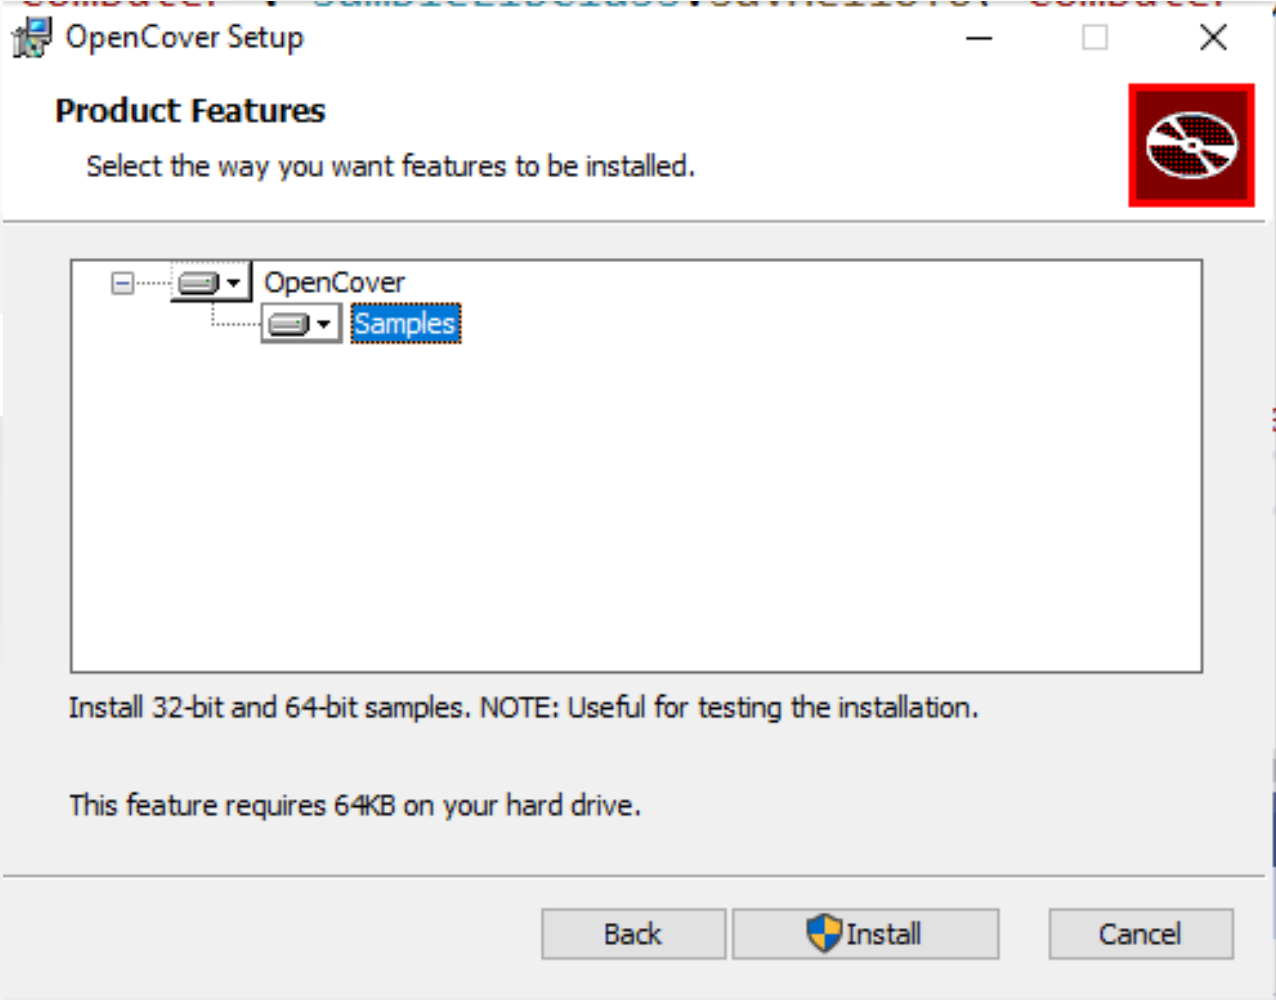 OpenCover Setup
Product Features
Select the way you want features to be installed.
OpenCover
Samples
Install 32-bit and 64-bit samples. NOTE: Useful for testing the installation.
This feature requires 64KB on your hard drive.
Back
Install
Cancel